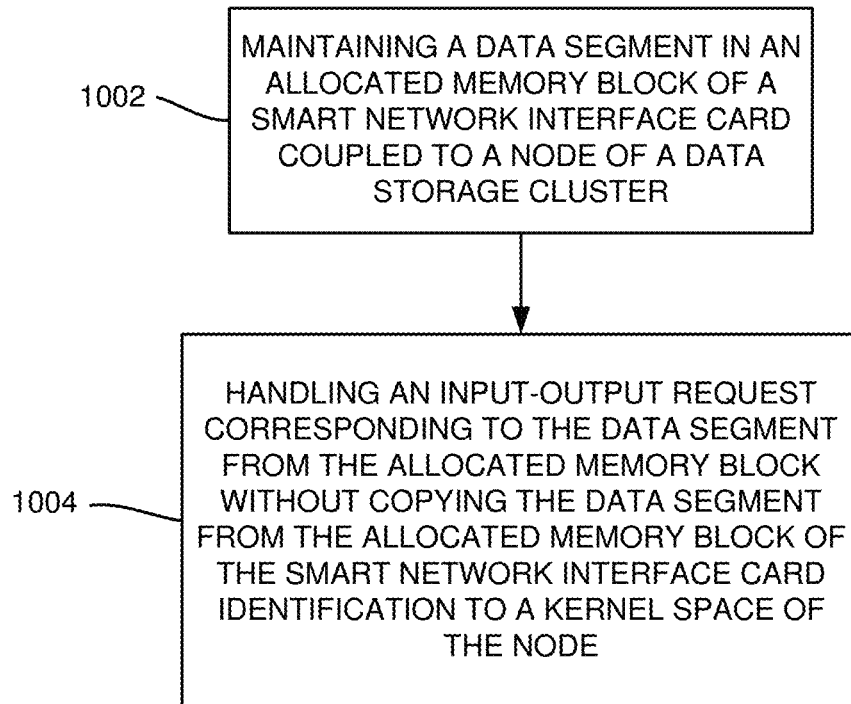 MAINTAINING A DATA SEGMENT IN AN
ALLOCATED MEMORY BLOCK OF A
SMART NETWORK INTERFACE CARD
COUPLED TO A NODE OF A DATA
STORAGE CLUSTER
1002
HANDLING AN INPUT-OUTPUT REQUEST
CORRESPONDING TO THE DATA SEGMENT
FROM THE ALLOCATED MEMORY BLOCK
WITHOUT COPYING THE DATA SEGMENT
FROM THE ALLOCATED MEMORY BLOCK OF
THE SMART NETWORK INTERFACE CARD
IDENTIFICATION TO A KERNEL SPACE OF
THE NODE
1004